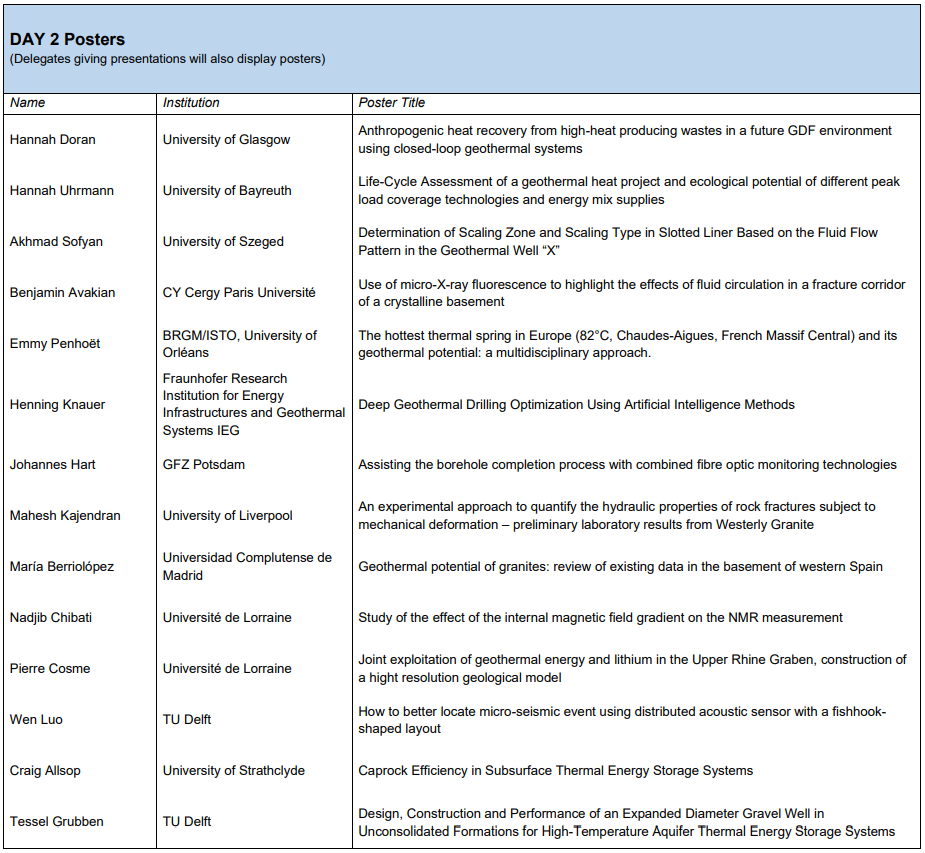 DAY 2 Posters
(Delegates giving presentations will also display posters)
Name Institution Poster Title
Hannah Doran University of Glasgow Anthropogenic heat recovery from high-heat producing wastes in a future GDF environment
using closed-loop geothermal systems
Hannah Uhrmann University of Bayreuth Life-Cycle Assessment of a geothermal heat project and ecological potential of different peak
load coverage technologies and energy mix supplies
Akhmad Sofyan University of Szeged Determination of Scaling Zone and Scaling Type in Slotted Liner Based on the Fluid Flow
Pattern in the Geothermal Well “X”
Benjamin Avakian CY Cergy Paris Université Use of micro-X-ray fluorescence to highlight the effects of fluid circulation in a fracture corridor
of a crystalline basement
Emmy Penhoët BRGM/ISTO, University of
Orléans
The hottest thermal spring in Europe (82°C, Chaudes-Aigues, French Massif Central) and its
geothermal potential: a multidisciplinary approach.
Henning Knauer Fraunhofer Research
Institution for Energy
Infrastructures and Geothermal
Systems IEG
Deep Geothermal Drilling Optimization Using Artificial Intelligence Methods
Johannes Hart GFZ Potsdam Assisting the borehole completion process with combined fibre optic monitoring technologies
Mahesh Kajendran University of Liverpool An experimental approach to quantify the hydraulic properties of rock fractures subject to
mechanical deformation – preliminary laboratory results from Westerly Granite
María Berriolópez Universidad Complutense de
Madrid
Geothermal potential of granites: review of existing data in the basement of western Spain
Nadjib Chibati Université de Lorraine Study of the effect of the internal magnetic field gradient on the NMR measurement
Pierre Cosme Université de Lorraine Joint exploitation of geothermal energy and lithium in the Upper Rhine Graben, construction of
a hight resolution geological model
Wen Luo TU Delft How to better locate micro-seismic event using distributed acoustic sensor with a fishhook-
shaped layout
Craig Allsop University of Strathclyde Caprock Efficiency in Subsurface Thermal Energy Storage Systems
Tessel Grubben TU Delft Design, Construction and Performance of an Expanded Diameter Gravel Well in
Unconsolidated Formations for High-Temperature Aquifer Thermal Energy Storage Systems